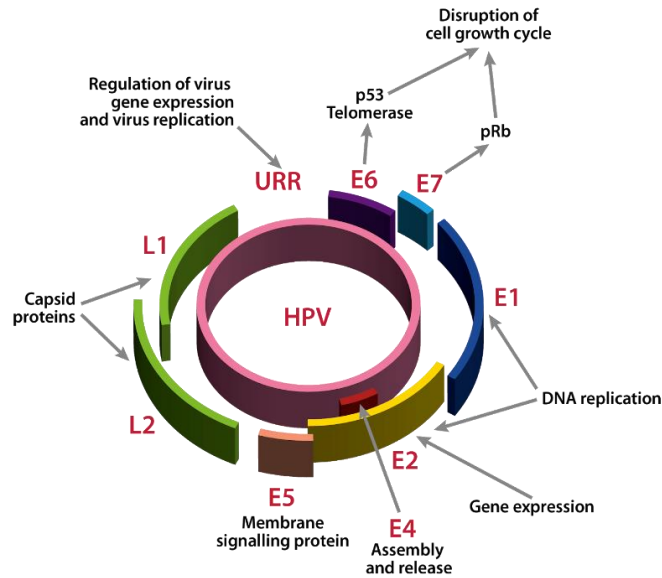 Disruption of
cell growth cycle
Regulation of virus
gene expression
and virus replication
p53
Telomerase
pRb
URR
E6
E7
L1
E1
Capsid
proteins
HPV
DNA replication
L2
E2
E5
Gene expression
Membrane
signalling protein
E4
Assembly
and release